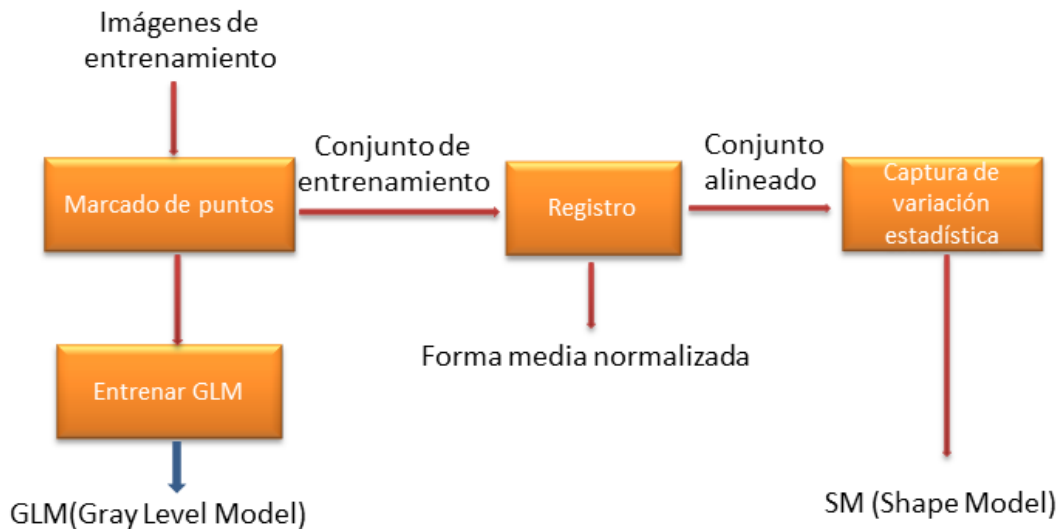 Imágenes de
entrenamiento
Marcado de puntos
Conjunto de
entrenamiento
Registro
Conjunto
alineado
Captura de
variación
estadística
Entrenar GLM
Forma media normalizada
GLM(Gray Level Model)
SM (Shape Model)